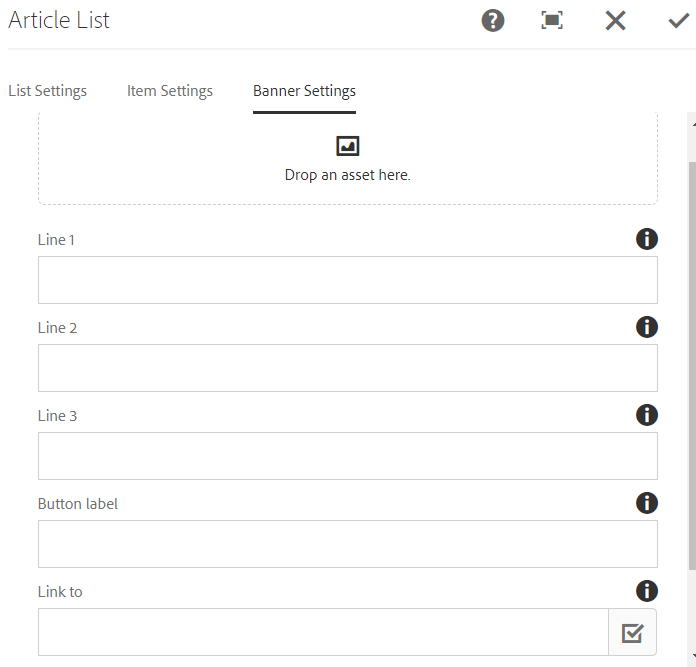 Article List
List Settings Item Settings Banner Settings
Drop an asset here.
Line 1
Line 2
Line 3
Button label
Link to